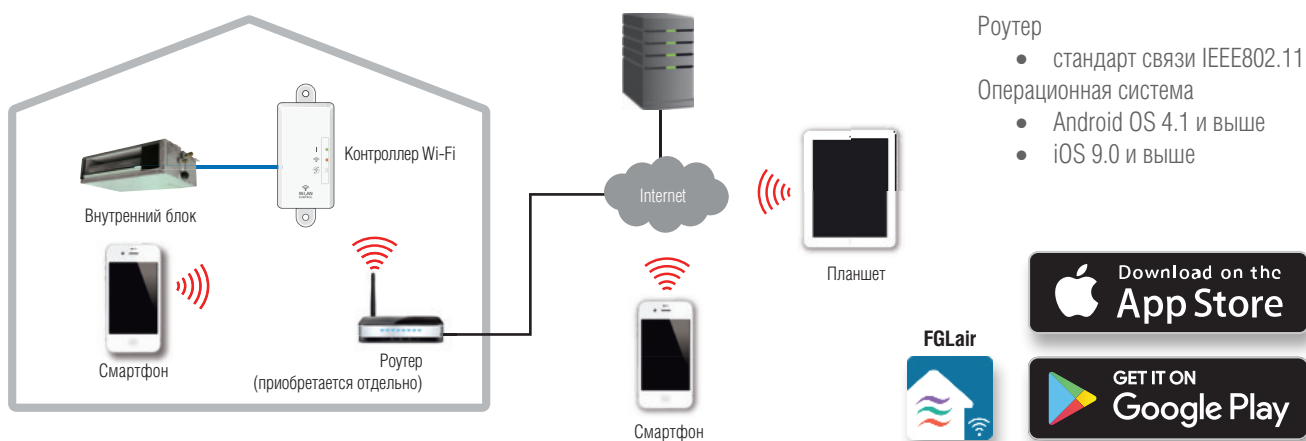 Роутер
• стандарт связи IEEE802.11
Операционная система
• Android OS 4.1 и выше
• iOS 9.0 и выше
Контроллер Wi-Fi
Внутренний блок
Internet
Планшет
Смартфон
Роутер
(приобретается отдельно)
Смартфон
FGLair
Download on the
App Store
GET IT ON
Google Play